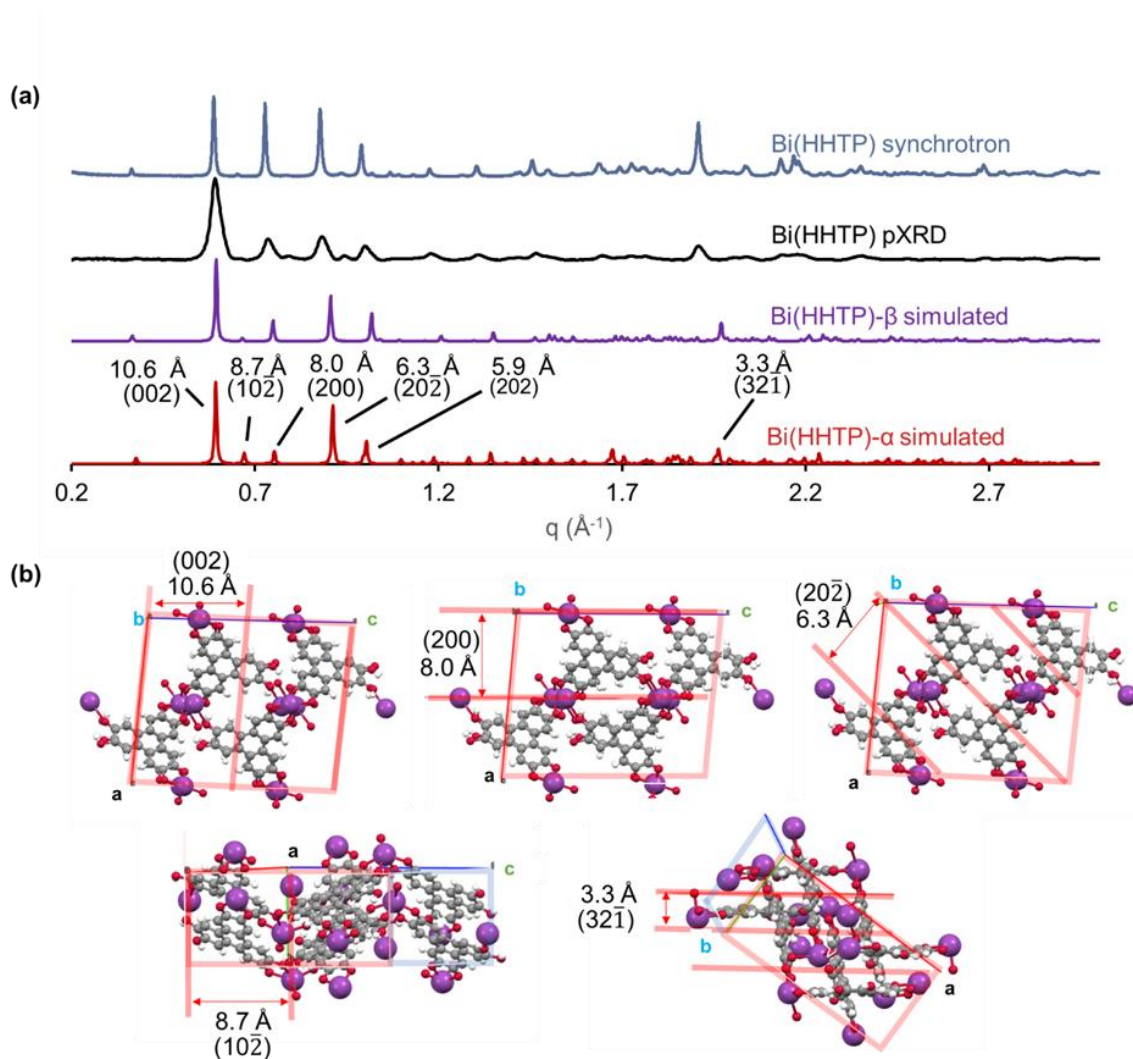 (a)
Bi(HHTP) synchrotron
Bi(HHTP) pXRD
Bi(HHTP)-β simulated
10.6 Å
(002)
8.7 Å
(102̅)
8.0 Å
(200)
6.3 Å
(202̅)
5.9 Å
(202)
3.3 Å
(321̅)
Bi(HHTP)-α simulated
0.2 0.7 1.2 1.7 2.2 2.7
q (Å⁻¹)
(b)
(002)
10.6 Å
b
c
a
(200)
8.0 Å
b
c
a
(202̅)
6.3 Å
b
c
a
a
c
8.7 Å
(102̅)
3.3 Å
(321̅)
b
a